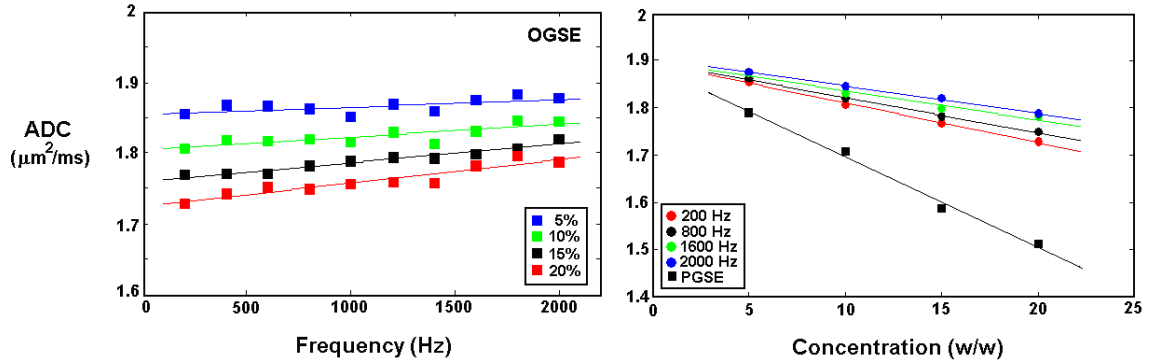 2
1.9
1.8
1.7
1.6
ADC
(μm²/ms)
OGSE
5%
10%
15%
20%
0
500
1000
1500
2000
Frequency (Hz)
2
1.9
1.8
1.7
1.6
1.5
1.4
200 Hz
800 Hz
1600 Hz
2000 Hz
PGSE
0
5
10
15
20
25
Concentration (w/w)